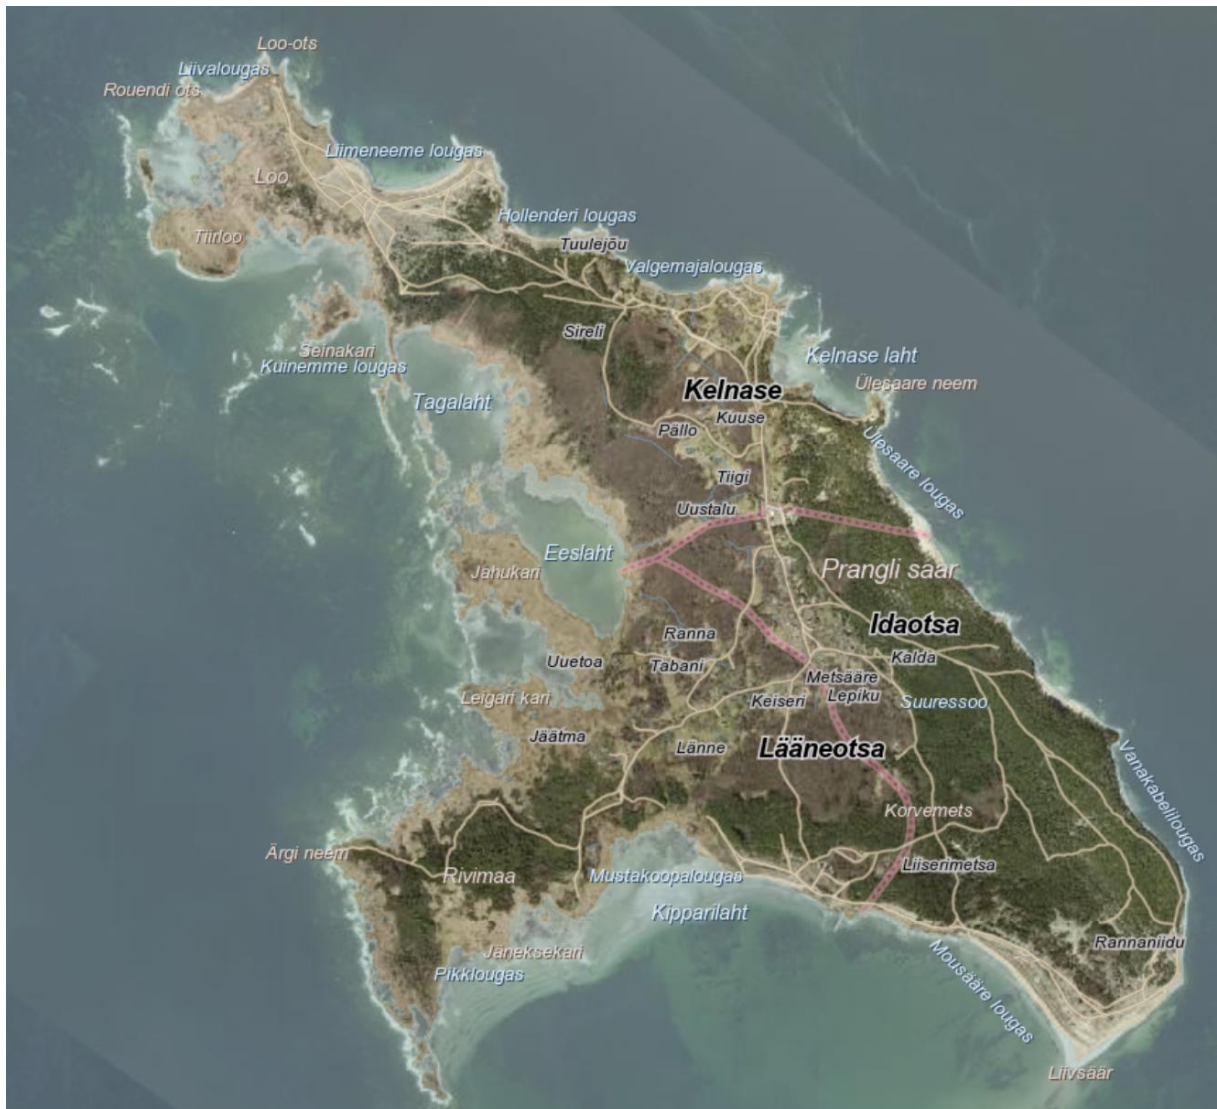 Loo-ots
Liivalougas
Rouendi ots
Liimeneeme lougas
Loo
Hollenderi lougas
Tiirloo
Tuulejõu
Valgemajalougas
Sireli
Seinakari
Kelnase laht
Kuinemme lougas
Ülesaare neem
Kelnase
Tagalaht
Kuuse
Pällo
Ülesaare lougas
Tiigi
Uustalu
Eeslaht
Jahukari
Prangli saar
Idaotsa
Ranna
Uuetoa
Tabani
Kalda
Metsääre
Leigari kari
Keiseri
Lepiku
Suuressoo
Jäätma
Länne
Lääneotsa
Vanakabelilougas
Korvemets
Ärgi neem
Liiserimetsa
Rivimaa
Mustakoopalougas
Kipparilaht
Rannaniidu
Jäneksekari
Pikklougas
Mousääre lougas
Liivsäär